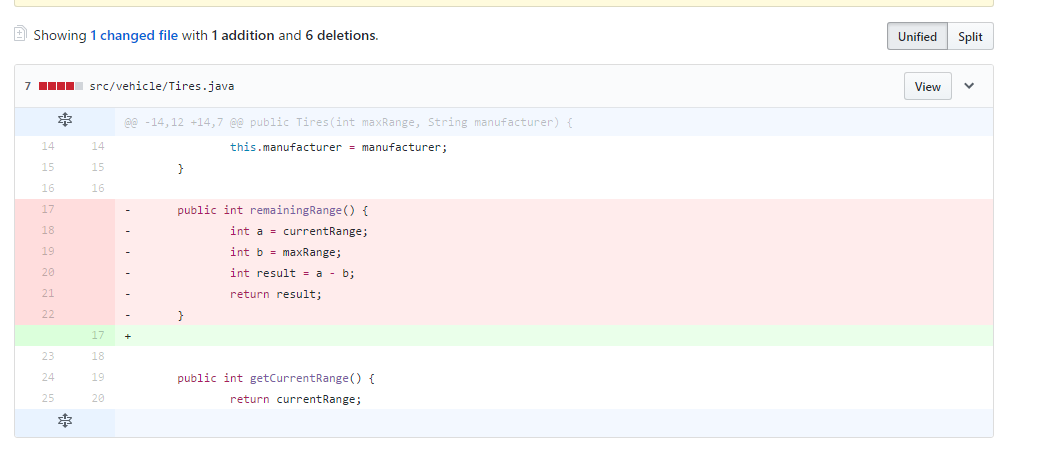 Showing 1 changed file with 1 addition and 6 deletions.
Unified Split
7 src/vehicle/Tires.java
View
@@ -14,12 +14,7 @@ public Tires(int maxRange, String manufacturer) {
14 14 this.manufacturer = manufacturer;
15 15 }
16 16
17 - public int remainingRange() {
18 - int a = currentRange;
19 - int b = maxRange;
20 - int result = a - b;
21 - return result;
22 - }
17 +
23 18
24 19 public int getCurrentRange() {
25 20 return currentRange;